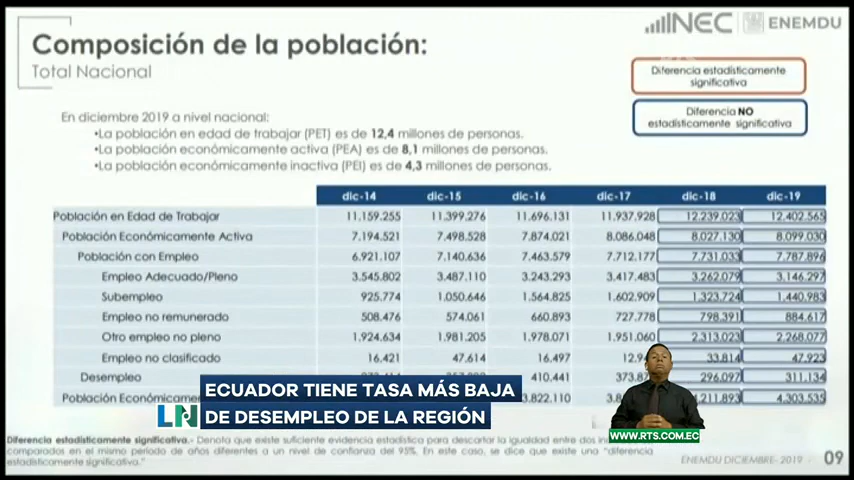 INEC ENEMDU
Composición de la población:
Total Nacional
Diferencia estadísticamente
significativa
Diferencia NO
estadísticamente significativa
En diciembre 2019 a nivel nacional:
•La población en edad de trabajar (PET) es de 12,4 millones de personas.
•La población económicamente activa (PEA) es de 8,1 millones de personas.
•La población económicamente inactiva (PEI) es de 4,3 millones de personas.
dic-14 dic-15 dic-16 dic-17 dic-18 dic-19
Población en Edad de Trabajar 11.159.255 11.399.276 11.696.131 11.937.928 12.239.023 12.402.565
Población Económicamente Activa 7.194.521 7.498.528 7.874.021 8.086.048 8.027.130 8.099.030
Población con Empleo 6.921.107 7.140.636 7.463.579 7.712.177 7.731.033 7.787.896
Empleo Adecuado/Pleno 3.545.802 3.487.110 3.243.293 3.417.483 3.262.079 3.146.297
Subempleo 925.774 1.050.646 1.564.825 1.602.909 1.323.724 1.440.983
Empleo no remunerado 508.476 574.061 660.893 727.778 798.391 884.617
Otro empleo no pleno 1.924.634 1.981.205 1.978.071 1.951.060 2.313.023 2.268.077
Empleo no clasificado 16.421 47.614 16.497 12.9 33.814 47.923
Desempleo 410.441 373.87 296.097 311.134
Población Económicame 3.822.110 3.8 .211.893 4.303.535
ECUADOR TIENE TASA MÁS BAJA
LN DE DESEMPLEO DE LA REGIÓN
WWW.RTS.COM.EC
Diferencia estadísticamente significativa.- Denota que existe suficiente evidencia estadística para descartar la igualdad entre dos in
comparados en el mismo período de años diferentes a un nivel de confianza del 95%. En este caso, se dice que existe una "diferencia
estadísticamente significativa."
ENEMDU DICIEMBRE- 2019 - 09